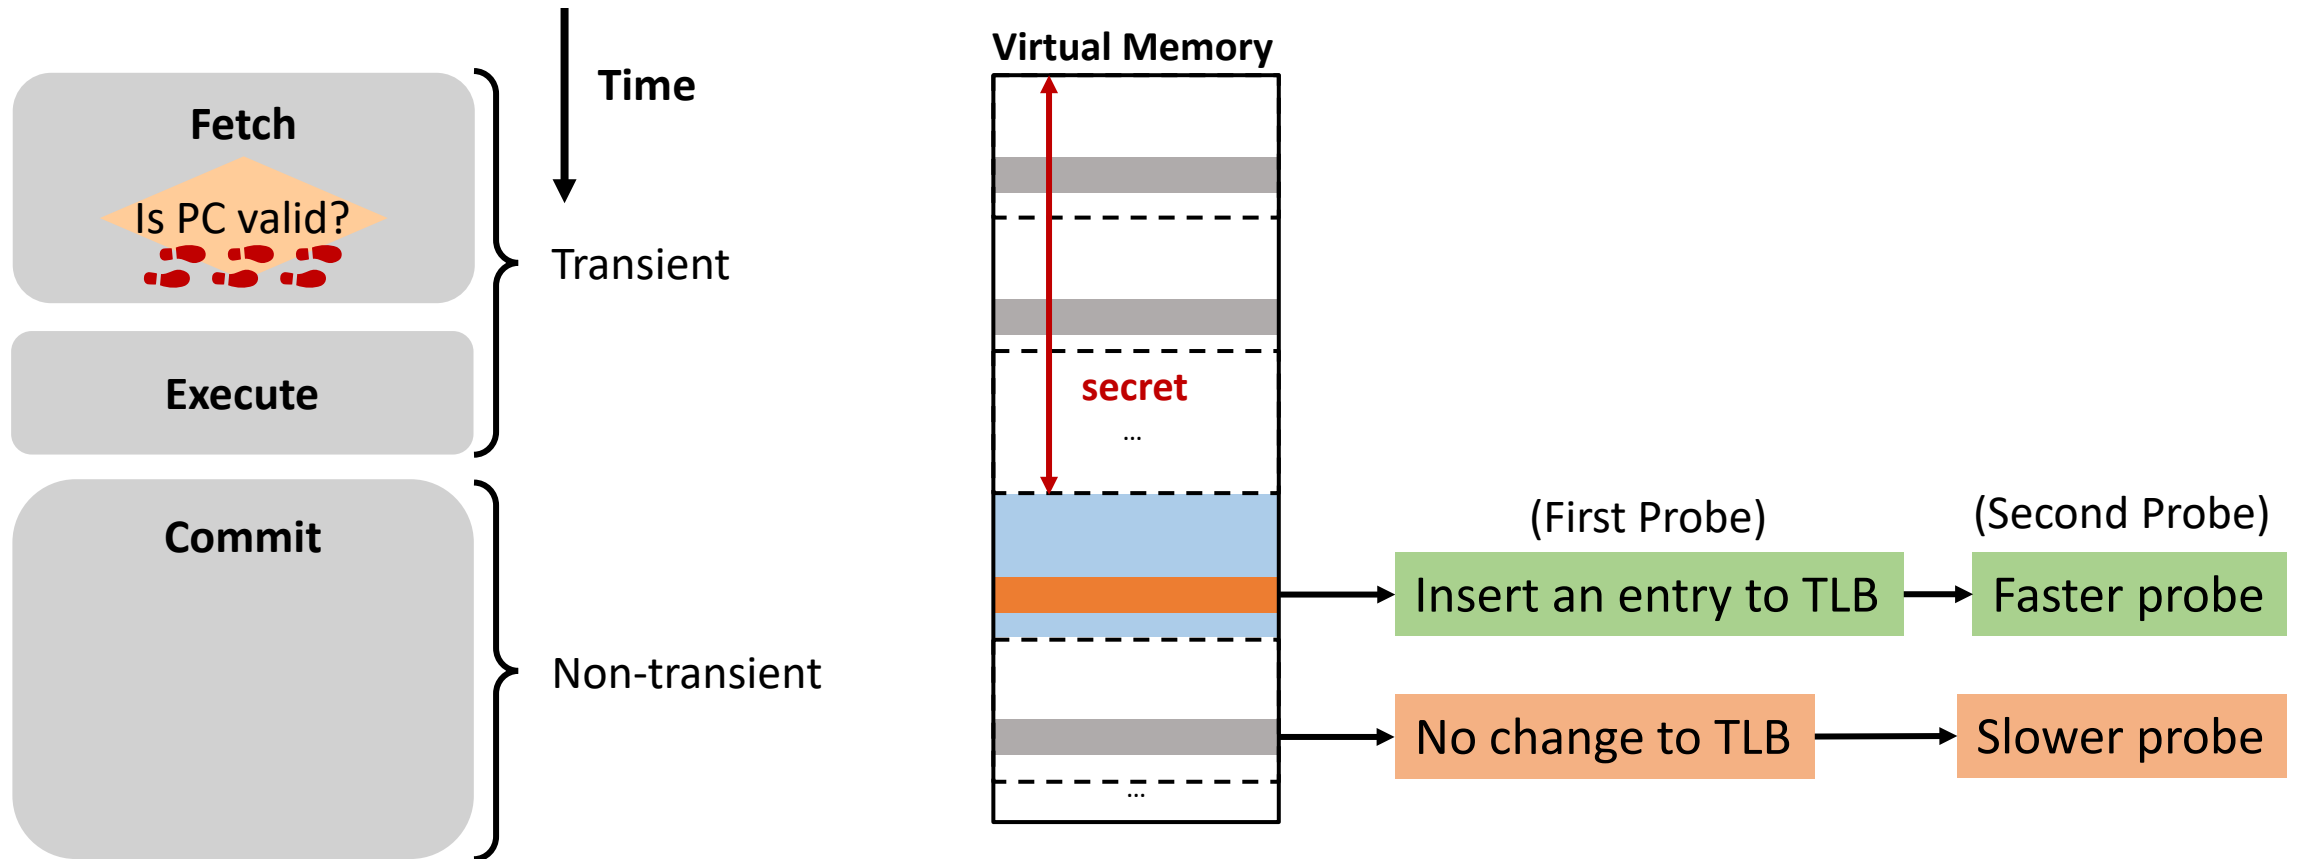 Time
Fetch
Is PC valid?
Transient
Execute
Commit
Non-transient
Virtual Memory
secret
...
...
(First Probe)
(Second Probe)
Insert an entry to TLB
Faster probe
No change to TLB
Slower probe